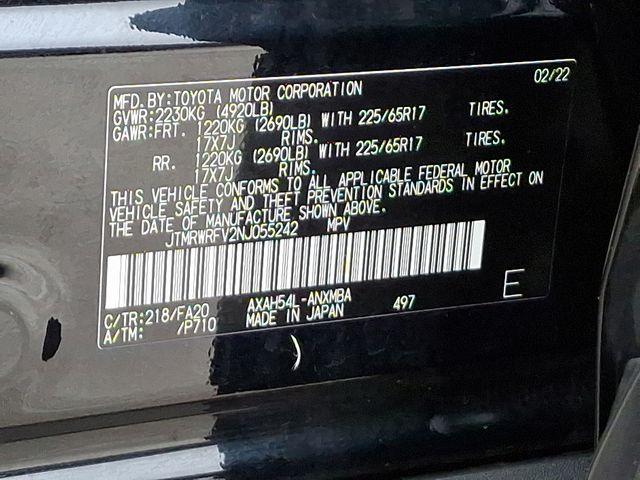 02/22
MFD. BY: TOYOTA MOTOR CORPORATION
GVWR: 2230KG (4920LB)
GAWR: FRT. 1220KG (2690LB) WITH 225/65R17 TIRES.
17X7J RIMS.
RR. 1220KG (2690LB) WITH 225/65R17 TIRES.
17X7J RIMS.
THIS VEHICLE CONFORMS TO ALL APPLICABLE FEDERAL MOTOR
VEHICLE SAFETY AND THEFT PREVENTION STANDARDS IN EFFECT ON
THE DATE OF MANUFACTURE SHOWN ABOVE.
JTMRWRFV2NJ055242 MPV
E
C/TR: 218/FA20 AXAH54L-ANXMBA 497
A/TM: /P710 MADE IN JAPAN